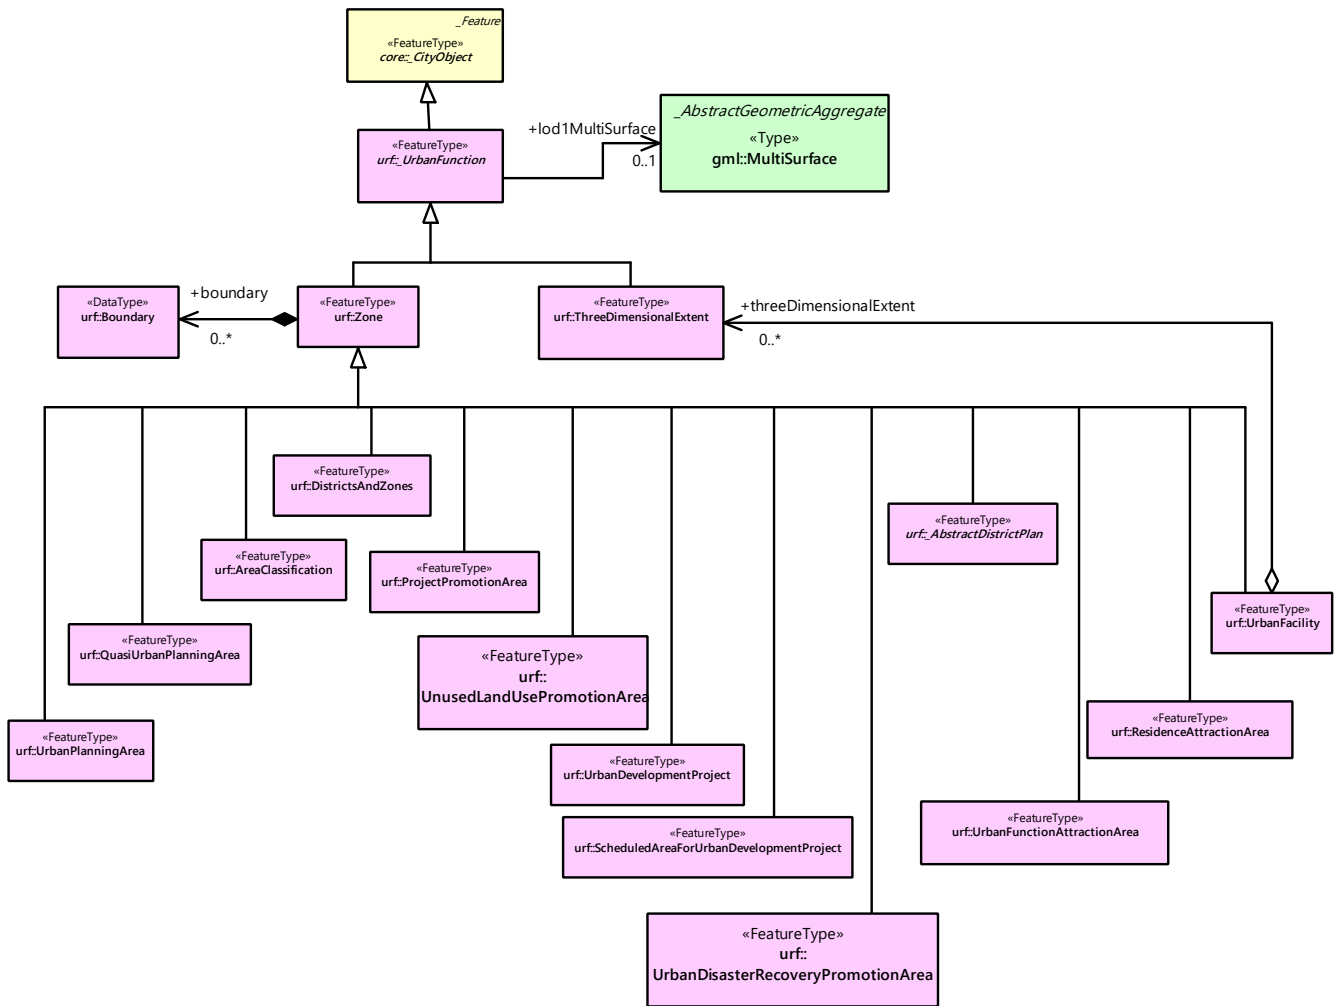 _Feature
«FeatureType»
core::_CityObject
«FeatureType»
urf::_UrbanFunction
+lod1MultiSurface
0..1
_AbstractGeometricAggregate
«Type»
gml::MultiSurface
«DataType»
urf::Boundary
+boundary
0..*
«FeatureType»
urf::Zone
«FeatureType»
urf::ThreeDimensionalExtent
+threeDimensionalExtent
0..*
«FeatureType»
urf::DistrictsAndZones
«FeatureType»
urf::_AbstractDistrictPlan
«FeatureType»
urf::AreaClassification
«FeatureType»
urf::ProjectPromotionArea
«FeatureType»
urf::UrbanFacility
«FeatureType»
urf::QuasiUrbanPlanningArea
«FeatureType»
urf::
UnusedLandUsePromotionArea
«FeatureType»
urf::ResidenceAttractionArea
«FeatureType»
urf::UrbanPlanningArea
«FeatureType»
urf::UrbanDevelopmentProject
«FeatureType»
urf::UrbanFunctionAttractionArea
«FeatureType»
urf::ScheduledAreaForUrbanDevelopmentProject
«FeatureType»
urf::
UrbanDisasterRecoveryPromotionArea